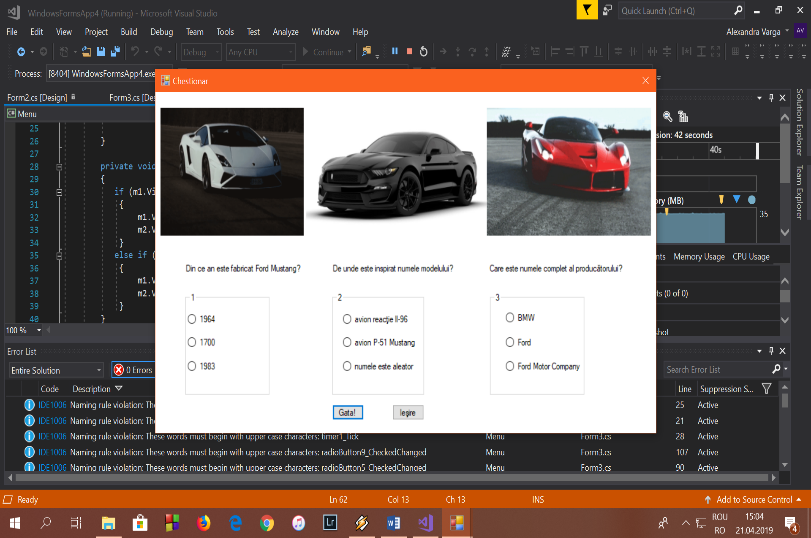 WindowsFormsApp4 (Running) - Microsoft Visual Studio
Quick Launch (Ctrl+Q)
File Edit View Project Build Debug Team Tools Test Analyze Window Help
Alexandra Varga AV
Debug Any CPU Continue
Process: [8404] WindowsFormsApp4.exe
Chestionar
Form2.cs [Design] Form3.cs [Des
Menu
25
26
27
28 private void
29 {
30 if (m1.Vi
31 {
32 m1.V
33 m2.V
34 }
35 else if (
36 {
37 m1.V
38 m2.V
39 }
40 }
100 %
sion: 42 seconds
40s
ory (MB)
35
nts Memory Usage CPU Usage
ts (0 of 0)
shot
Solution Explorer
Team Explorer
Din ce an este fabricat Ford Mustang?
1
1964
1700
1983
De unde este inspirat numele modelului?
2
avion reacţie Il-96
avion P-51 Mustang
numele este aleator
Care este numele complet al producătorului?
3
BMW
Ford
Ford Motor Company
Gata! Ieşire
Error List
Entire Solution 0 Errors Search Error List
Code Description Line Suppression S...
IDE1006 Naming rule violation: The 25 Active
IDE1006 Naming rule violation: The 21 Active
IDE1006 Naming rule violation: These words must begin with upper case characters: timer1_Tick Menu Form3.cs 28 Active
IDE1006 Naming rule violation: These words must begin with upper case characters: radioButton9_CheckedChanged Menu Form3.cs 107 Active
IDE1006 Naming rule violation: These words must begin with upper case characters: radioButton5_CheckedChanged Menu Form3.cs 90 Active
Ready Ln 62 Col 13 Ch 13 INS Add to Source Control
Lr
ROU 15:04
RO 21.04.2019
4